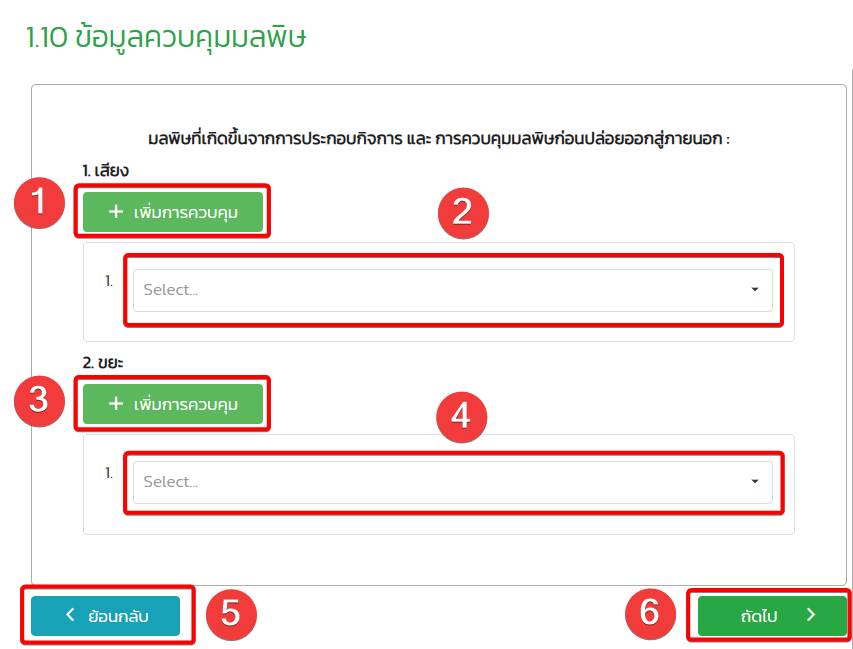 1.10 ข้อมูลควบคุมมลพิษ
มลพิษที่เกิดขึ้นจากการประกอบกิจการ และ การควบคุมมลพิษก่อนปล่อยออกสู่ภายนอก :
1. เสียง
1
+ เพิ่มการควบคุม
2
1.
Select...
2. ขยะ
3
+ เพิ่มการควบคุม
4
1.
Select...
ย้อนกลับ
5
6
ถัดไป